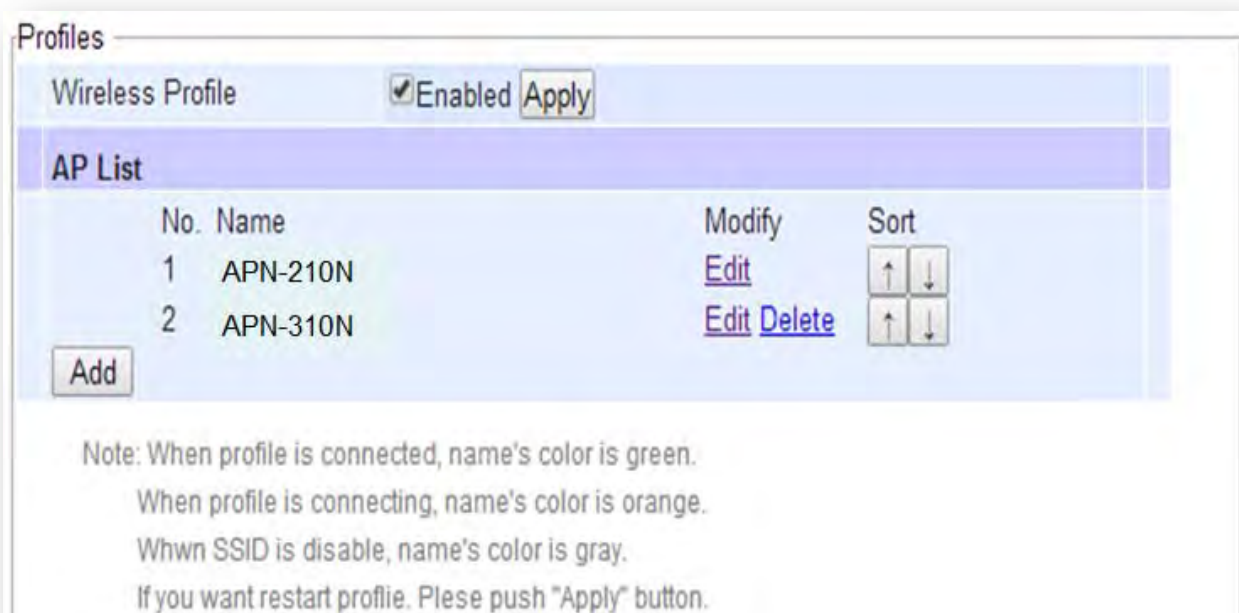 Profiles
Wireless Profile Enabled Apply
AP List
No. Name Modify Sort
1 APN-210N Edit ↑ ↓
2 APN-310N Edit Delete ↑ ↓
Add
Note: When profile is connected, name's color is green.
When profile is connecting, name's color is orange.
Whwn SSID is disable, name's color is gray.
If you want restart proflie. Plese push "Apply" button.